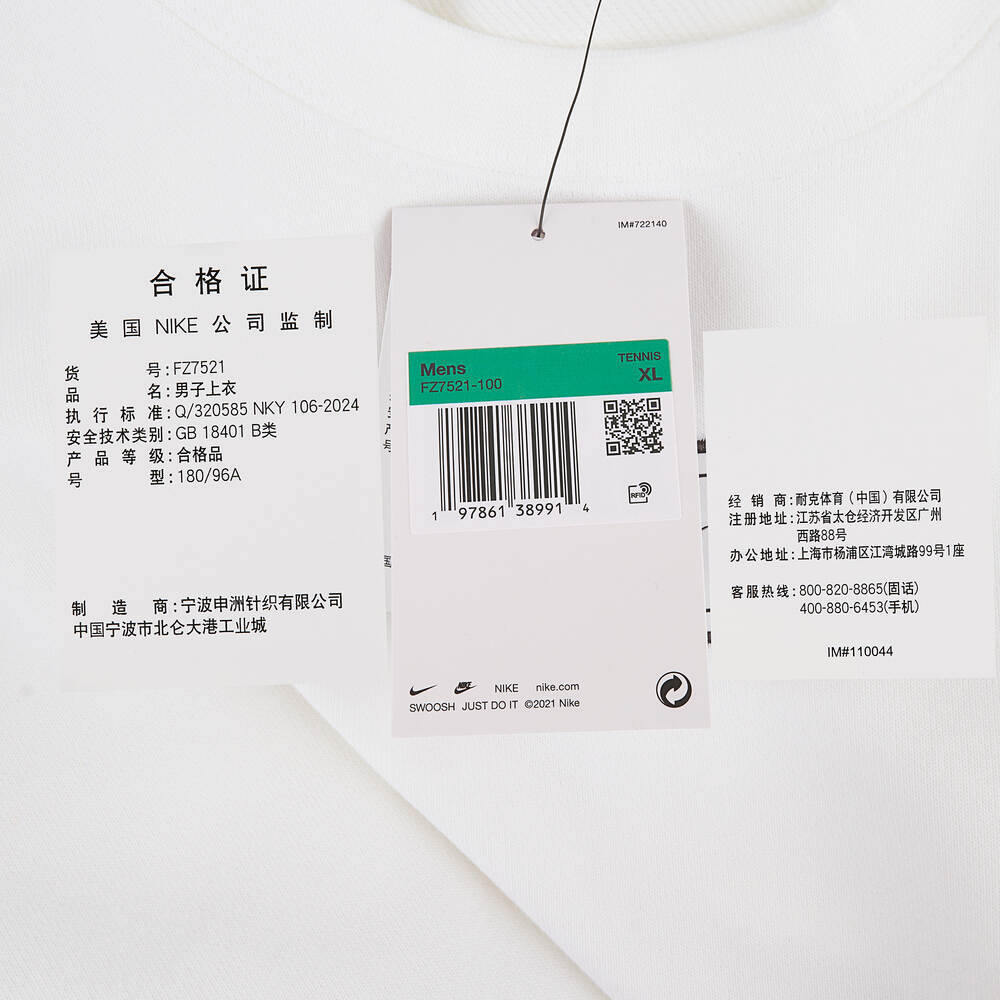 合格证
美国 NIKE 公司监制
货号:FZ7521
品名:男子上衣
执行标准:Q/320585 NKY 106-2024
安全技术类别:GB 18401 B类
产品等级:合格品
号型:180/96A
制造商:宁波申洲针织有限公司
中国宁波市北仑大港工业城
IM#722140
Mens
FZ7521-100
TENNIS
XL
1 97861 38991 4
RFID
NIKE nike.com
SWOOSH JUST DO IT ©2021 Nike
经销商:耐克体育(中国)有限公司
注册地址:江苏省太仓经济开发区广州
西路88号
办公地址:上海市杨浦区江湾城路99号1座
客服热线:800-820-8865(固话)
400-880-6453(手机)
IM#110044